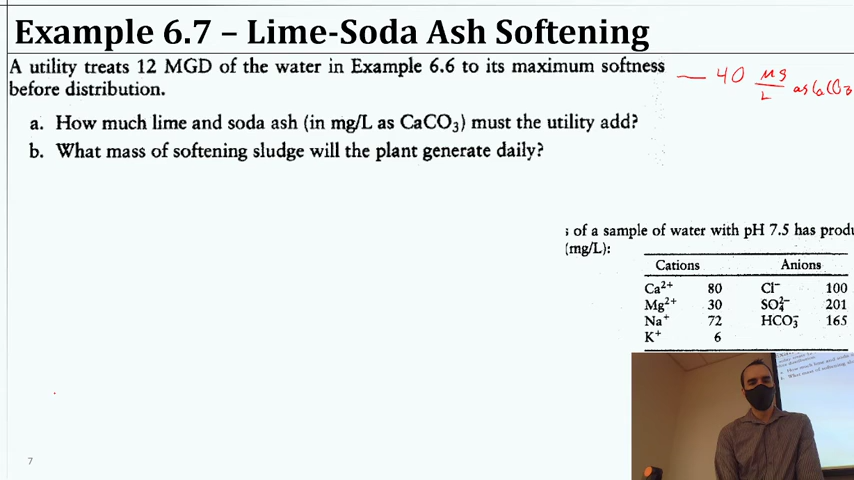 Example 6.7 – Lime-Soda Ash Softening
A utility treats 12 MGD of the water in Example 6.6 to its maximum softness
before distribution.
— 40 mg/L as CaCO3
a. How much lime and soda ash (in mg/L as CaCO₃) must the utility add?
b. What mass of softening sludge will the plant generate daily?
s of a sample of water with pH 7.5 has produ
(mg/L):
Cations Anions
Ca²⁺ 80 Cl⁻ 100
Mg²⁺ 30 SO₄²⁻ 201
Na⁺ 72 HCO₃⁻ 165
K⁺ 6
7